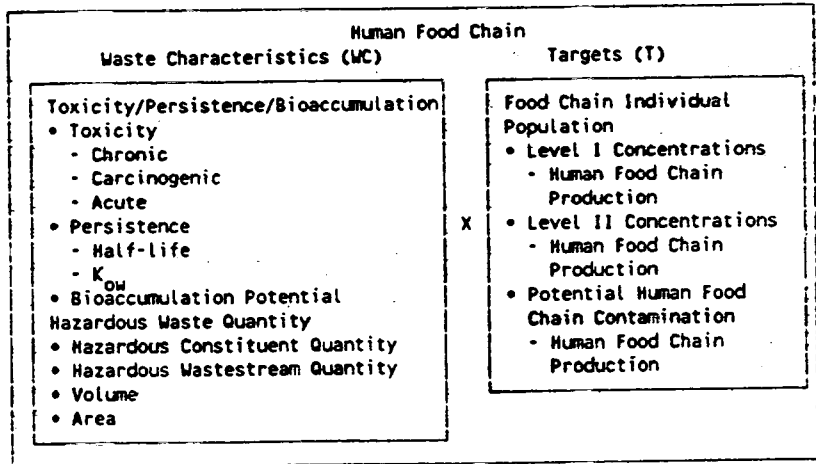 Human Food Chain
Waste Characteristics (WC)
Targets (T)
Toxicity/Persistence/Bioaccumulation
• Toxicity
- Chronic
- Carcinogenic
- Acute
• Persistence
- Half-life
- Kow
• Bioaccumulation Potential
Hazardous Waste Quantity
• Hazardous Constituent Quantity
• Hazardous Wastestream Quantity
• Volume
• Area
X
Food Chain Individual
Population
• Level I Concentrations
- Human Food Chain
Production
• Level II Concentrations
- Human Food Chain
Production
• Potential Human Food
Chain Contamination
- Human Food Chain
Production